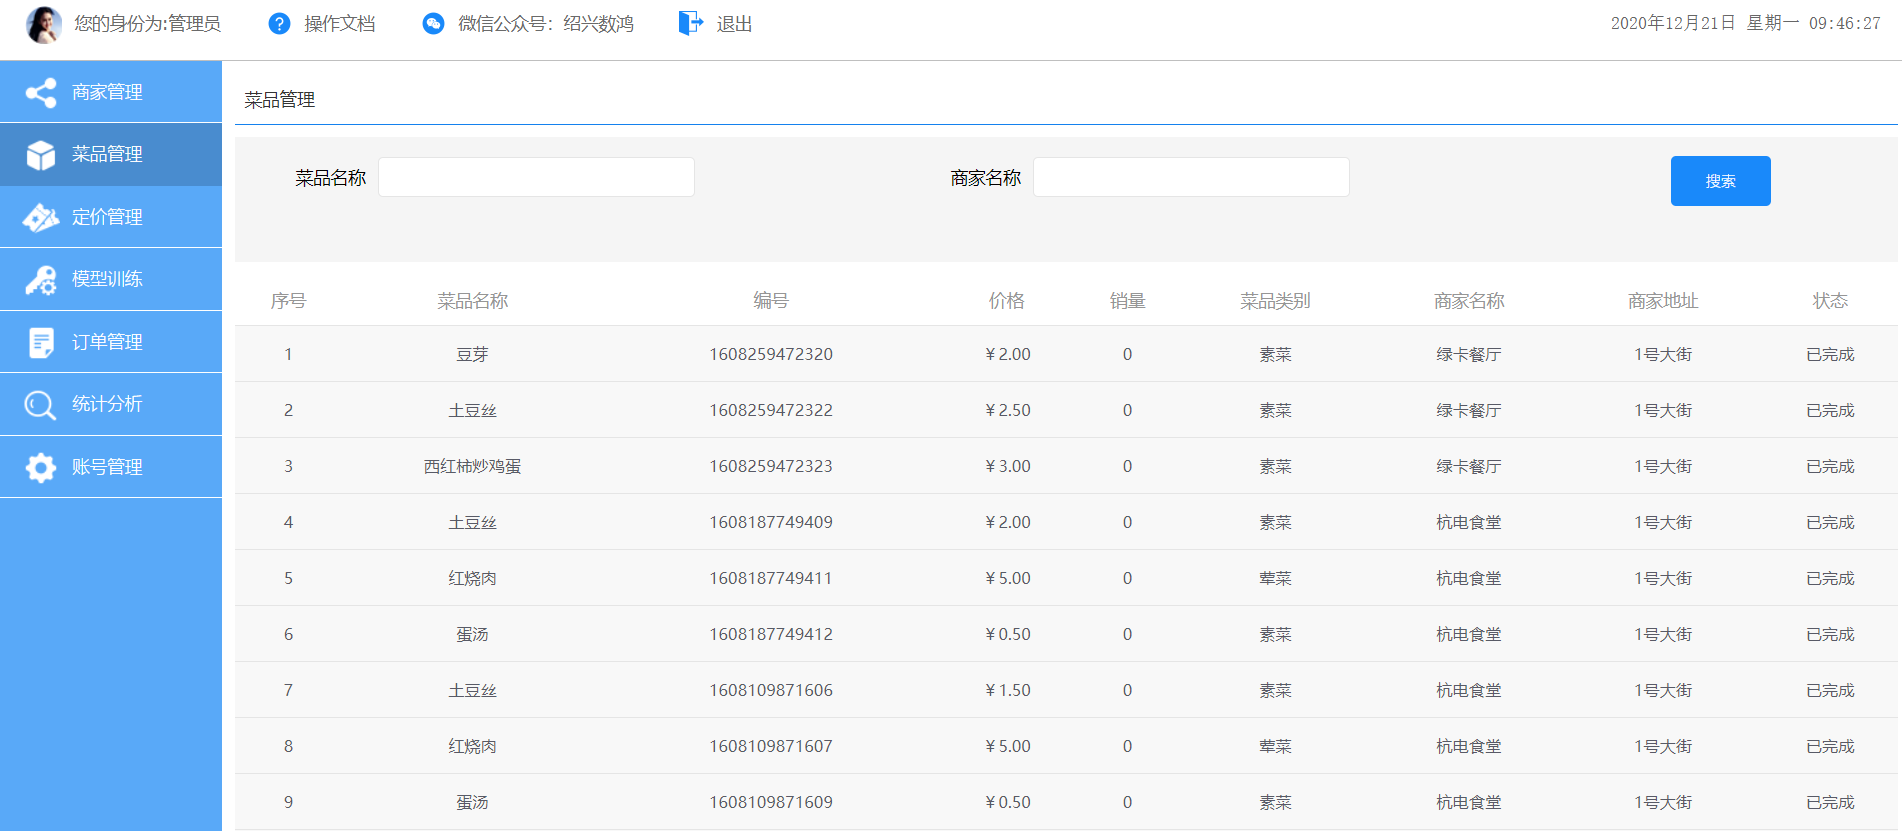 您的身份为:管理员 操作文档 微信公众号：绍兴数鸿 退出 2020年12月21日 星期一 09:46:27
商家管理
菜品管理
定价管理
模型训练
订单管理
统计分析
账号管理
菜品管理
菜品名称 商家名称 搜索
序号 菜品名称 编号 价格 销量 菜品类别 商家名称 商家地址 状态
1 豆芽 1608259472320 ¥2.00 0 素菜 绿卡餐厅 1号大街 已完成
2 土豆丝 1608259472322 ¥2.50 0 素菜 绿卡餐厅 1号大街 已完成
3 西红柿炒鸡蛋 1608259472323 ¥3.00 0 素菜 绿卡餐厅 1号大街 已完成
4 土豆丝 1608187749409 ¥2.00 0 素菜 杭电食堂 1号大街 已完成
5 红烧肉 1608187749411 ¥5.00 0 荤菜 杭电食堂 1号大街 已完成
6 蛋汤 1608187749412 ¥0.50 0 素菜 杭电食堂 1号大街 已完成
7 土豆丝 1608109871606 ¥1.50 0 素菜 杭电食堂 1号大街 已完成
8 红烧肉 1608109871607 ¥5.00 0 荤菜 杭电食堂 1号大街 已完成
9 蛋汤 1608109871609 ¥0.50 0 素菜 杭电食堂 1号大街 已完成